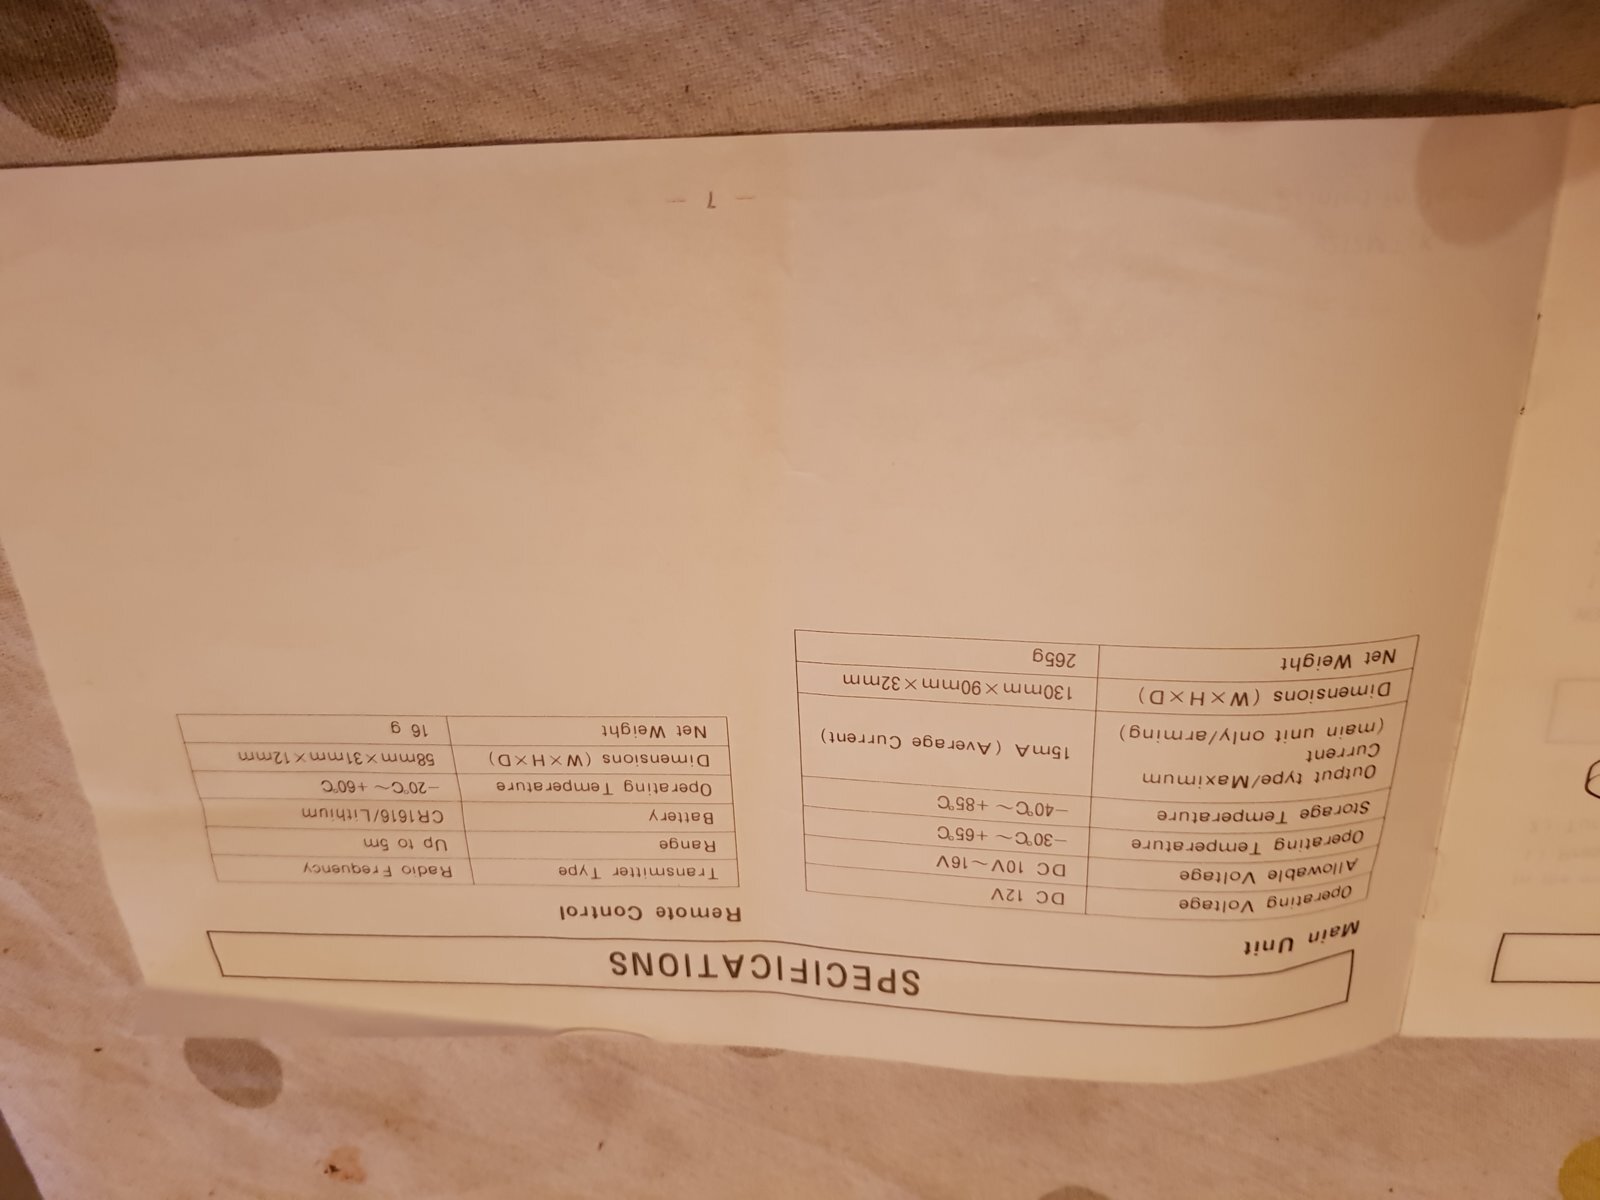 SPECIFICATIONS
Main Unit
Operating Voltage DC 12V
Allowable Voltage DC 10V～16V
Operating Temperature −30℃～ +65℃
Storage Temperature −40℃～ +85℃
Output type/Maximum
Current
(main unit only/arming) 15mA (Average Current)
Dimensions (W×H×D) 130mm×90mm×32mm
Net Weight 265g
Remote Control
Transmitter Type Radio Frequency
Range Up to 5m
Battery CR1616/Lithium
Operating Temperature −20℃～ +60℃
Dimensions (W×H×D) 58mm×31mm×12mm
Net Weight 16 g
— 7 —